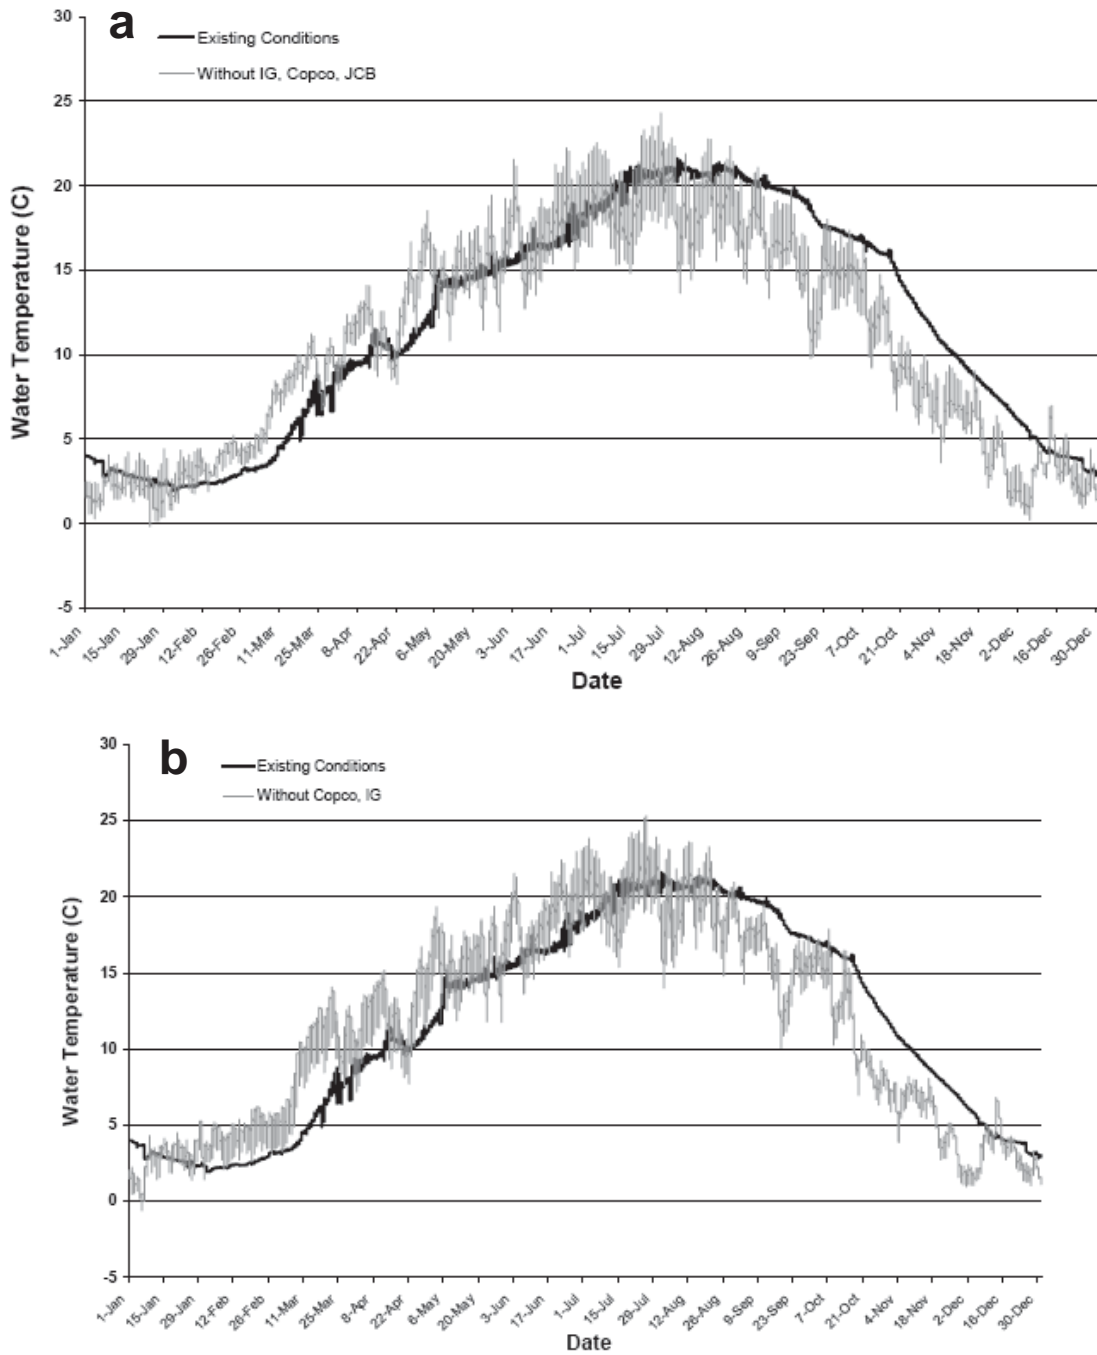 a
30
Existing Conditions
Without IG, Copco, JCB
25
20
15
10
5
0
-5
Water Temperature (C)
1-Jan
15-Jan
29-Jan
12-Feb
26-Feb
11-Mar
25-Mar
8-Apr
22-Apr
6-May
20-May
3-Jun
17-Jun
1-Jul
15-Jul
29-Jul
12-Aug
26-Aug
9-Sep
23-Sep
7-Oct
21-Oct
4-Nov
18-Nov
2-Dec
16-Dec
30-Dec
Date
b
30
Existing Conditions
Without Copco, IG
25
20
15
10
5
0
-5
Water Temperature (C)
1-Jan
15-Jan
29-Jan
12-Feb
26-Feb
11-Mar
25-Mar
8-Apr
22-Apr
6-May
20-May
3-Jun
17-Jun
1-Jul
15-Jul
29-Jul
12-Aug
26-Aug
9-Sep
23-Sep
7-Oct
21-Oct
4-Nov
18-Nov
2-Dec
16-Dec
30-Dec
Date